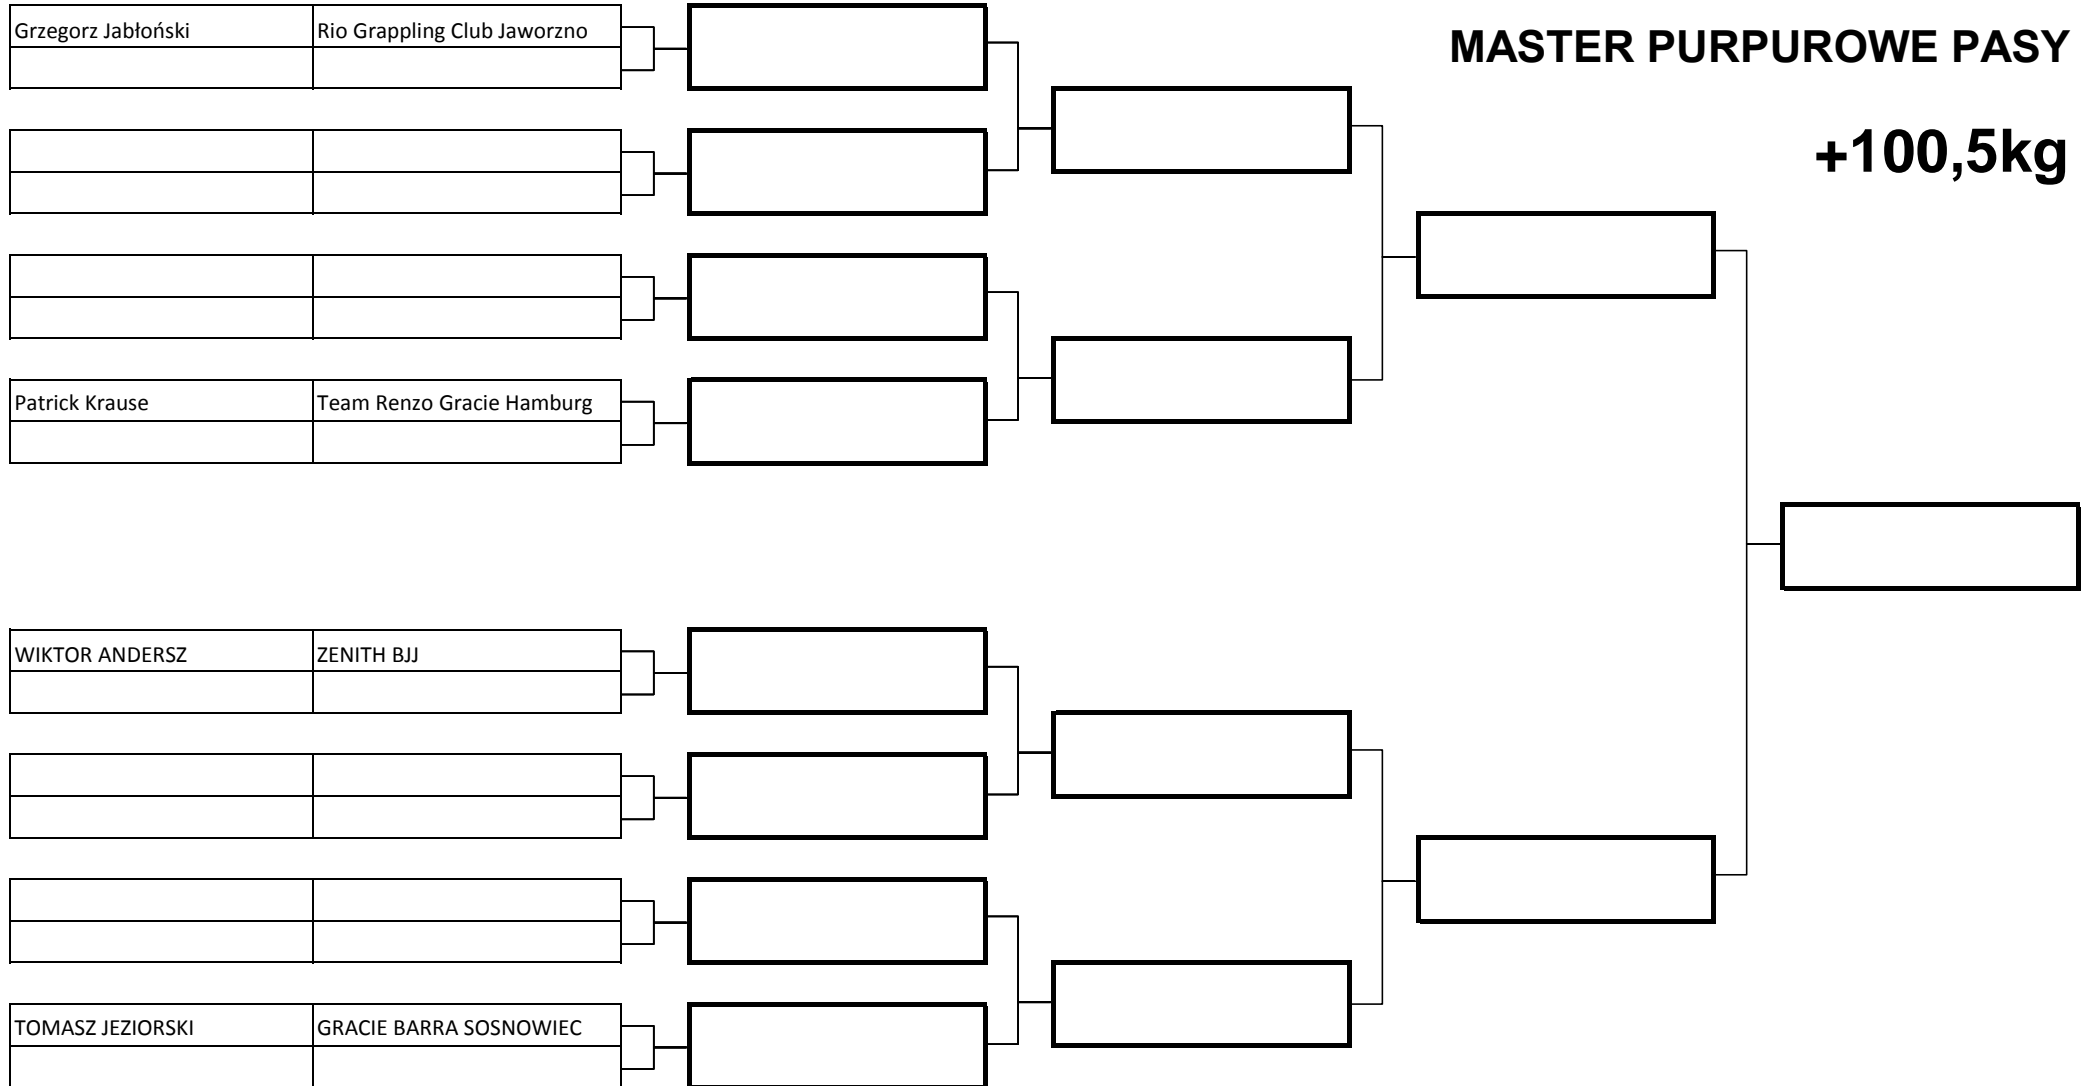 Grzegorz Jabłoński Rio Grappling Club Jaworzno
MASTER PURPUROWE PASY
+100,5kg
Patrick Krause Team Renzo Gracie Hamburg
WIKTOR ANDERSZ ZENITH BJJ
TOMASZ JEZIORSKI GRACIE BARRA SOSNOWIEC